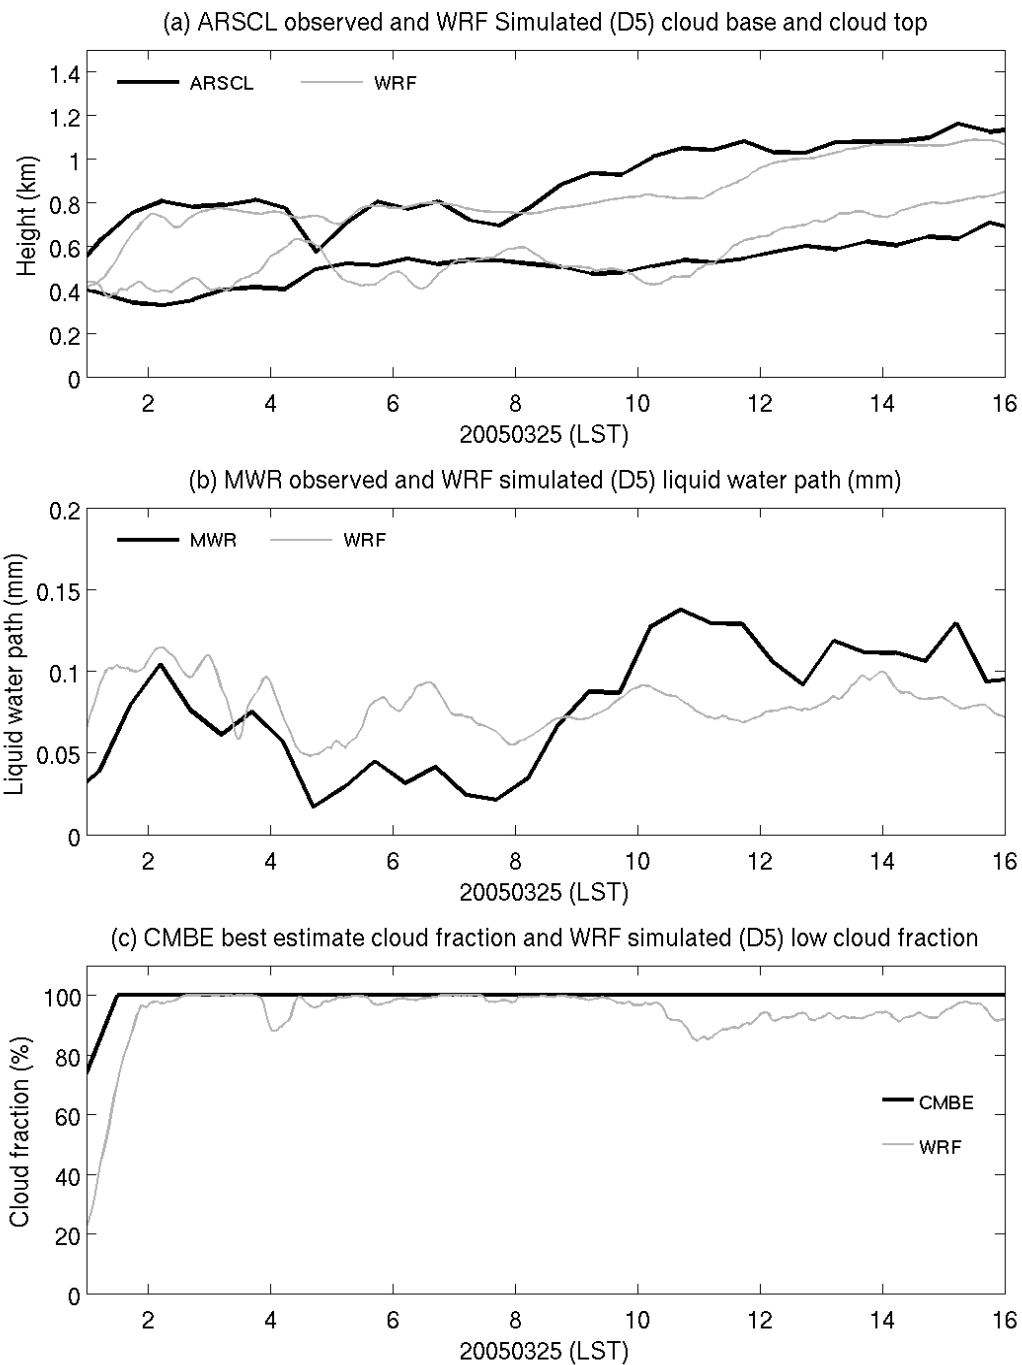 (a) ARSCL observed and WRF Simulated (D5) cloud base and cloud top
ARSCL WRF
Height (km)
1.4
1.2
1
0.8
0.6
0.4
0.2
0
2 4 6 8 10 12 14 16
20050325 (LST)
(b) MWR observed and WRF simulated (D5) liquid water path (mm)
MWR WRF
Liquid water path (mm)
0.2
0.15
0.1
0.05
0
2 4 6 8 10 12 14 16
20050325 (LST)
(c) CMBE best estimate cloud fraction and WRF simulated (D5) low cloud fraction
Cloud fraction (%)
100
80
60
40
20
0
CMBE
WRF
2 4 6 8 10 12 14 16
20050325 (LST)